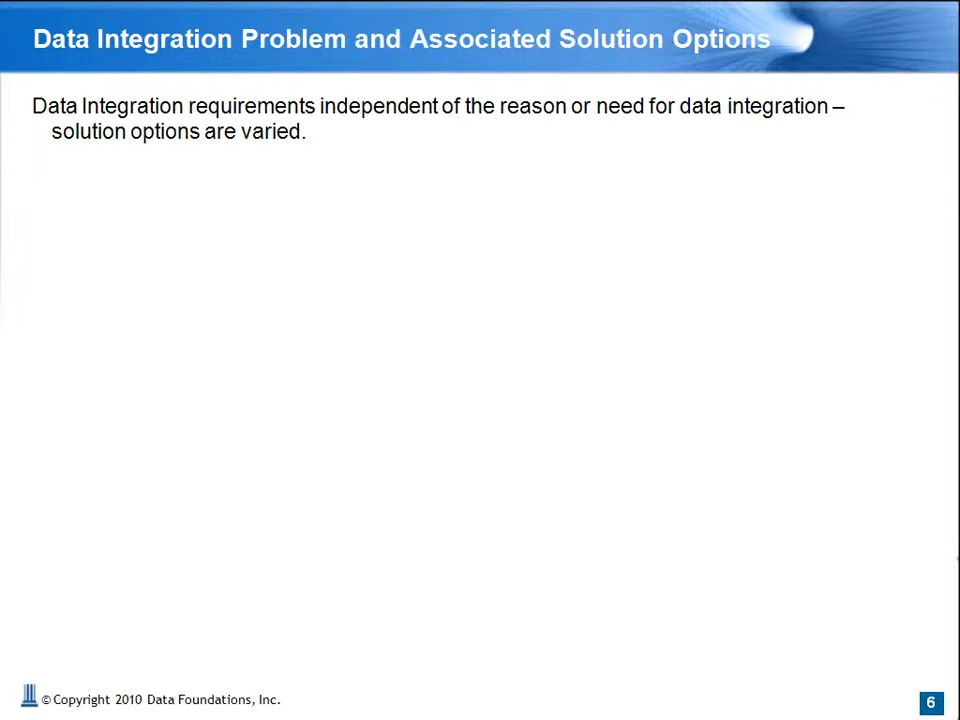 Data Integration Problem and Associated Solution Options
Data Integration requirements independent of the reason or need for data integration –
solution options are varied.
© Copyright 2010 Data Foundations, Inc.
6